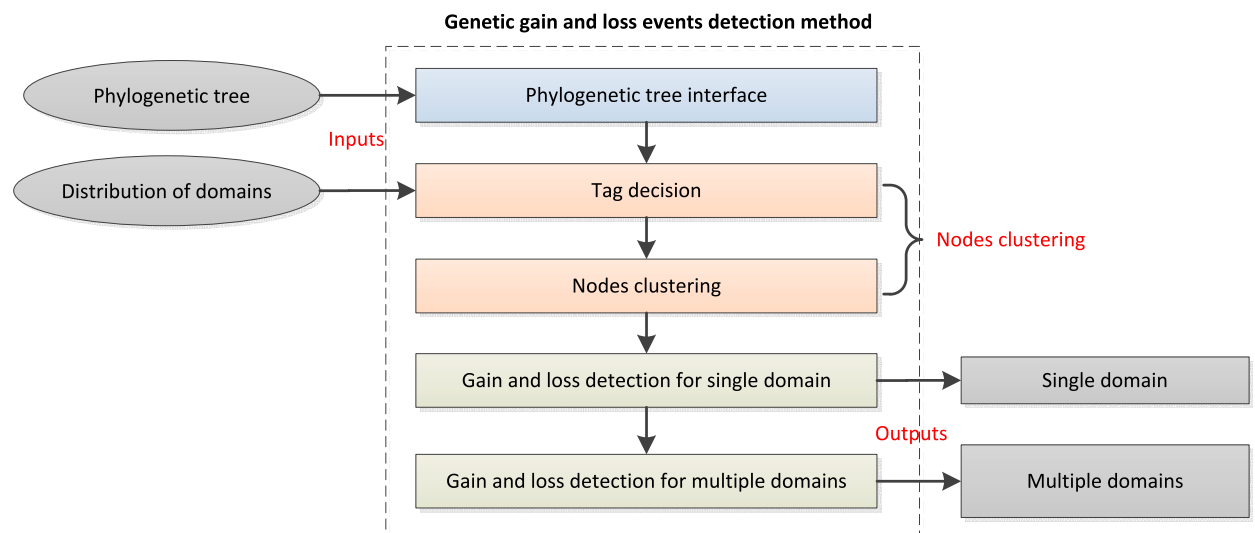 Genetic gain and loss events detection method
Phylogenetic tree
Phylogenetic tree interface
Inputs
Distribution of domains
Tag decision
Nodes clustering
Nodes clustering
Gain and loss detection for single domain
Single domain
Outputs
Gain and loss detection for multiple domains
Multiple domains